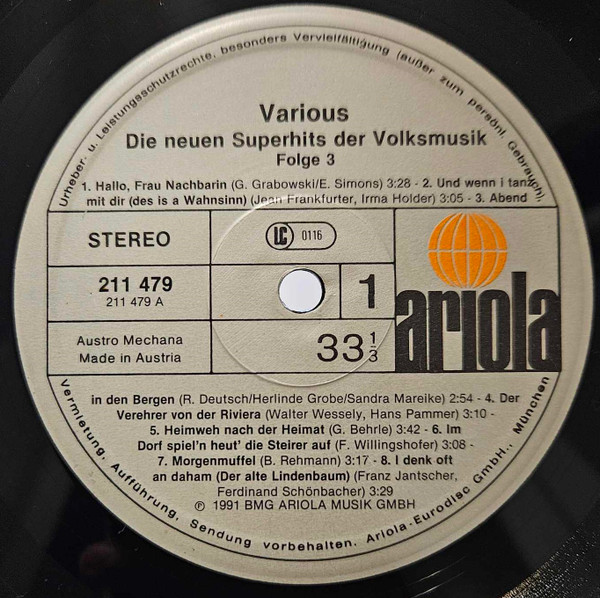 Urheber- u. Leistungsschutzrechte, besonders Vervielfältigung (außer zum persönl. Gebrauch)
Various
Die neuen Superhits der Volksmusik
Folge 3
1. Hallo, Frau Nachbarin (G. Grabowski/E. Simons) 3:28 - 2. Und wenn i tanz
mit dir (des is a Wahnsinn) (Jean Frankfurter, Irma Holder) 3:05 - 3. Abend
STEREO
LC 0116
211 479
211 479 A
1
ariola
Austro Mechana
Made in Austria
33 1/3
in den Bergen (R. Deutsch/Herlinde Grobe/Sandra Mareike) 2:54 - 4. Der
Verehrer von der Riviera (Walter Wessely, Hans Pammer) 3:10 -
5. Heimweh nach der Heimat (G. Behrle) 3:42 - 6. Im
Dorf spiel'n heut' die Steirer auf (F. Willingshofer) 3:08 -
7. Morgenmuffel (B. Rehmann) 3:17 - 8. I denk oft
an daham (Der alte Lindenbaum) (Franz Jantscher,
Ferdinand Schönbacher) 3:29
℗ 1991 BMG ARIOLA MUSIK GMBH
Vermietung, Aufführung, Sendung vorbehalten. Ariola-Eurodisc GmbH., München